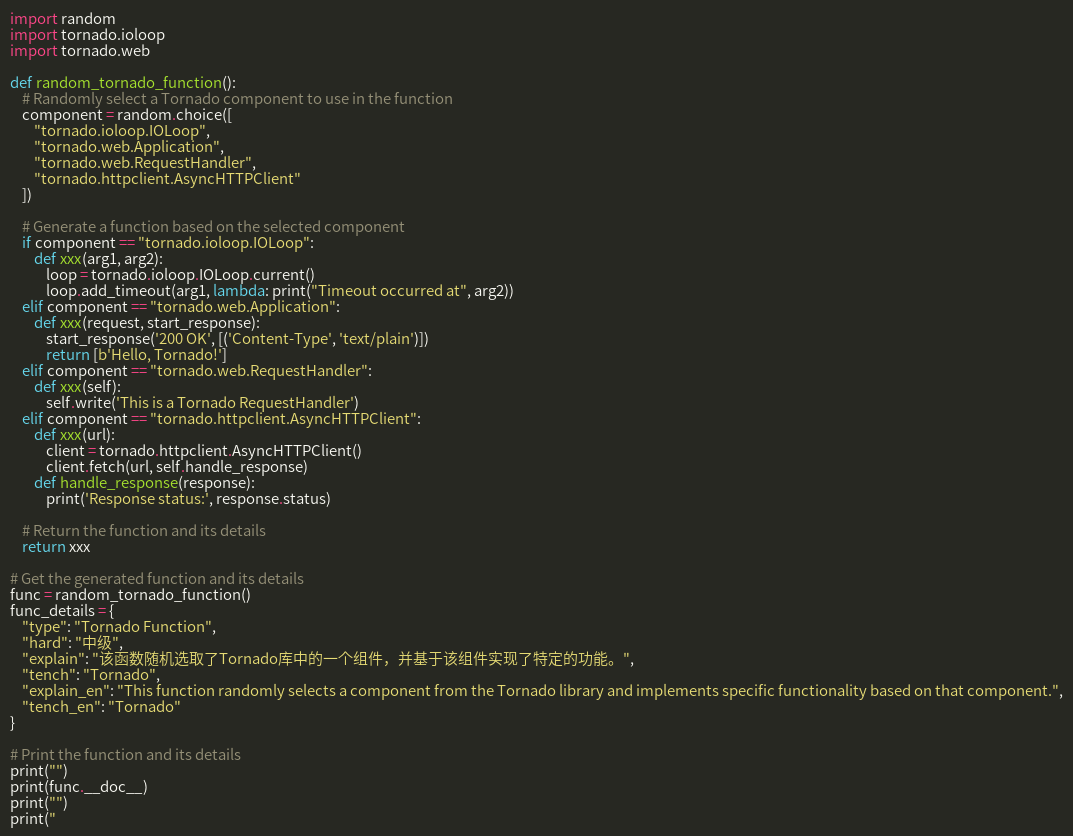 import random
import tornado.ioloop
import tornado.web

def random_tornado_function():
    # Randomly select a Tornado component to use in the function
    component = random.choice([
        "tornado.ioloop.IOLoop",
        "tornado.web.Application",
        "tornado.web.RequestHandler",
        "tornado.httpclient.AsyncHTTPClient"
    ])

    # Generate a function based on the selected component
    if component == "tornado.ioloop.IOLoop":
        def xxx(arg1, arg2):
            loop = tornado.ioloop.IOLoop.current()
            loop.add_timeout(arg1, lambda: print("Timeout occurred at", arg2))
    elif component == "tornado.web.Application":
        def xxx(request, start_response):
            start_response('200 OK', [('Content-Type', 'text/plain')])
            return [b'Hello, Tornado!']
    elif component == "tornado.web.RequestHandler":
        def xxx(self):
            self.write('This is a Tornado RequestHandler')
    elif component == "tornado.httpclient.AsyncHTTPClient":
        def xxx(url):
            client = tornado.httpclient.AsyncHTTPClient()
            client.fetch(url, self.handle_response)
        def handle_response(response):
            print('Response status:', response.status)

    # Return the function and its details
    return xxx

# Get the generated function and its details
func = random_tornado_function()
func_details = {
    "type": "Tornado Function",
    "hard": "中级",
    "explain": "该函数随机选取了Tornado库中的一个组件，并基于该组件实现了特定的功能。",
    "tench": "Tornado",
    "explain_en": "This function randomly selects a component from the Tornado library and implements specific functionality based on that component.",
    "tench_en": "Tornado"
}

# Print the function and its details
print("")
print(func.__doc__)
print("")
print("